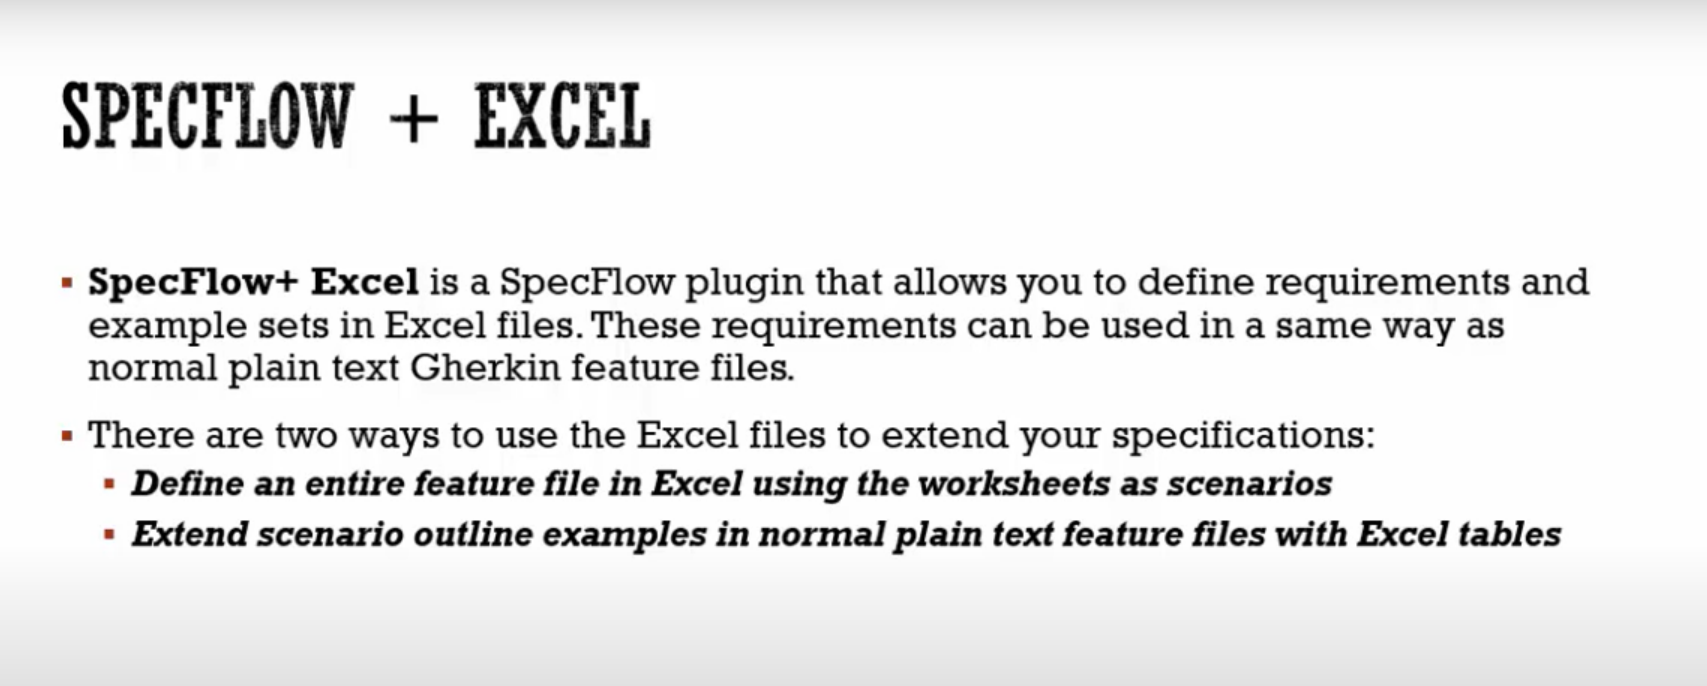 SPECFLOW + EXCEL
▪ SpecFlow+ Excel is a SpecFlow plugin that allows you to define requirements and
example sets in Excel files. These requirements can be used in a same way as
normal plain text Gherkin feature files.
▪ There are two ways to use the Excel files to extend your specifications:
▪ Define an entire feature file in Excel using the worksheets as scenarios
▪ Extend scenario outline examples in normal plain text feature files with Excel tables